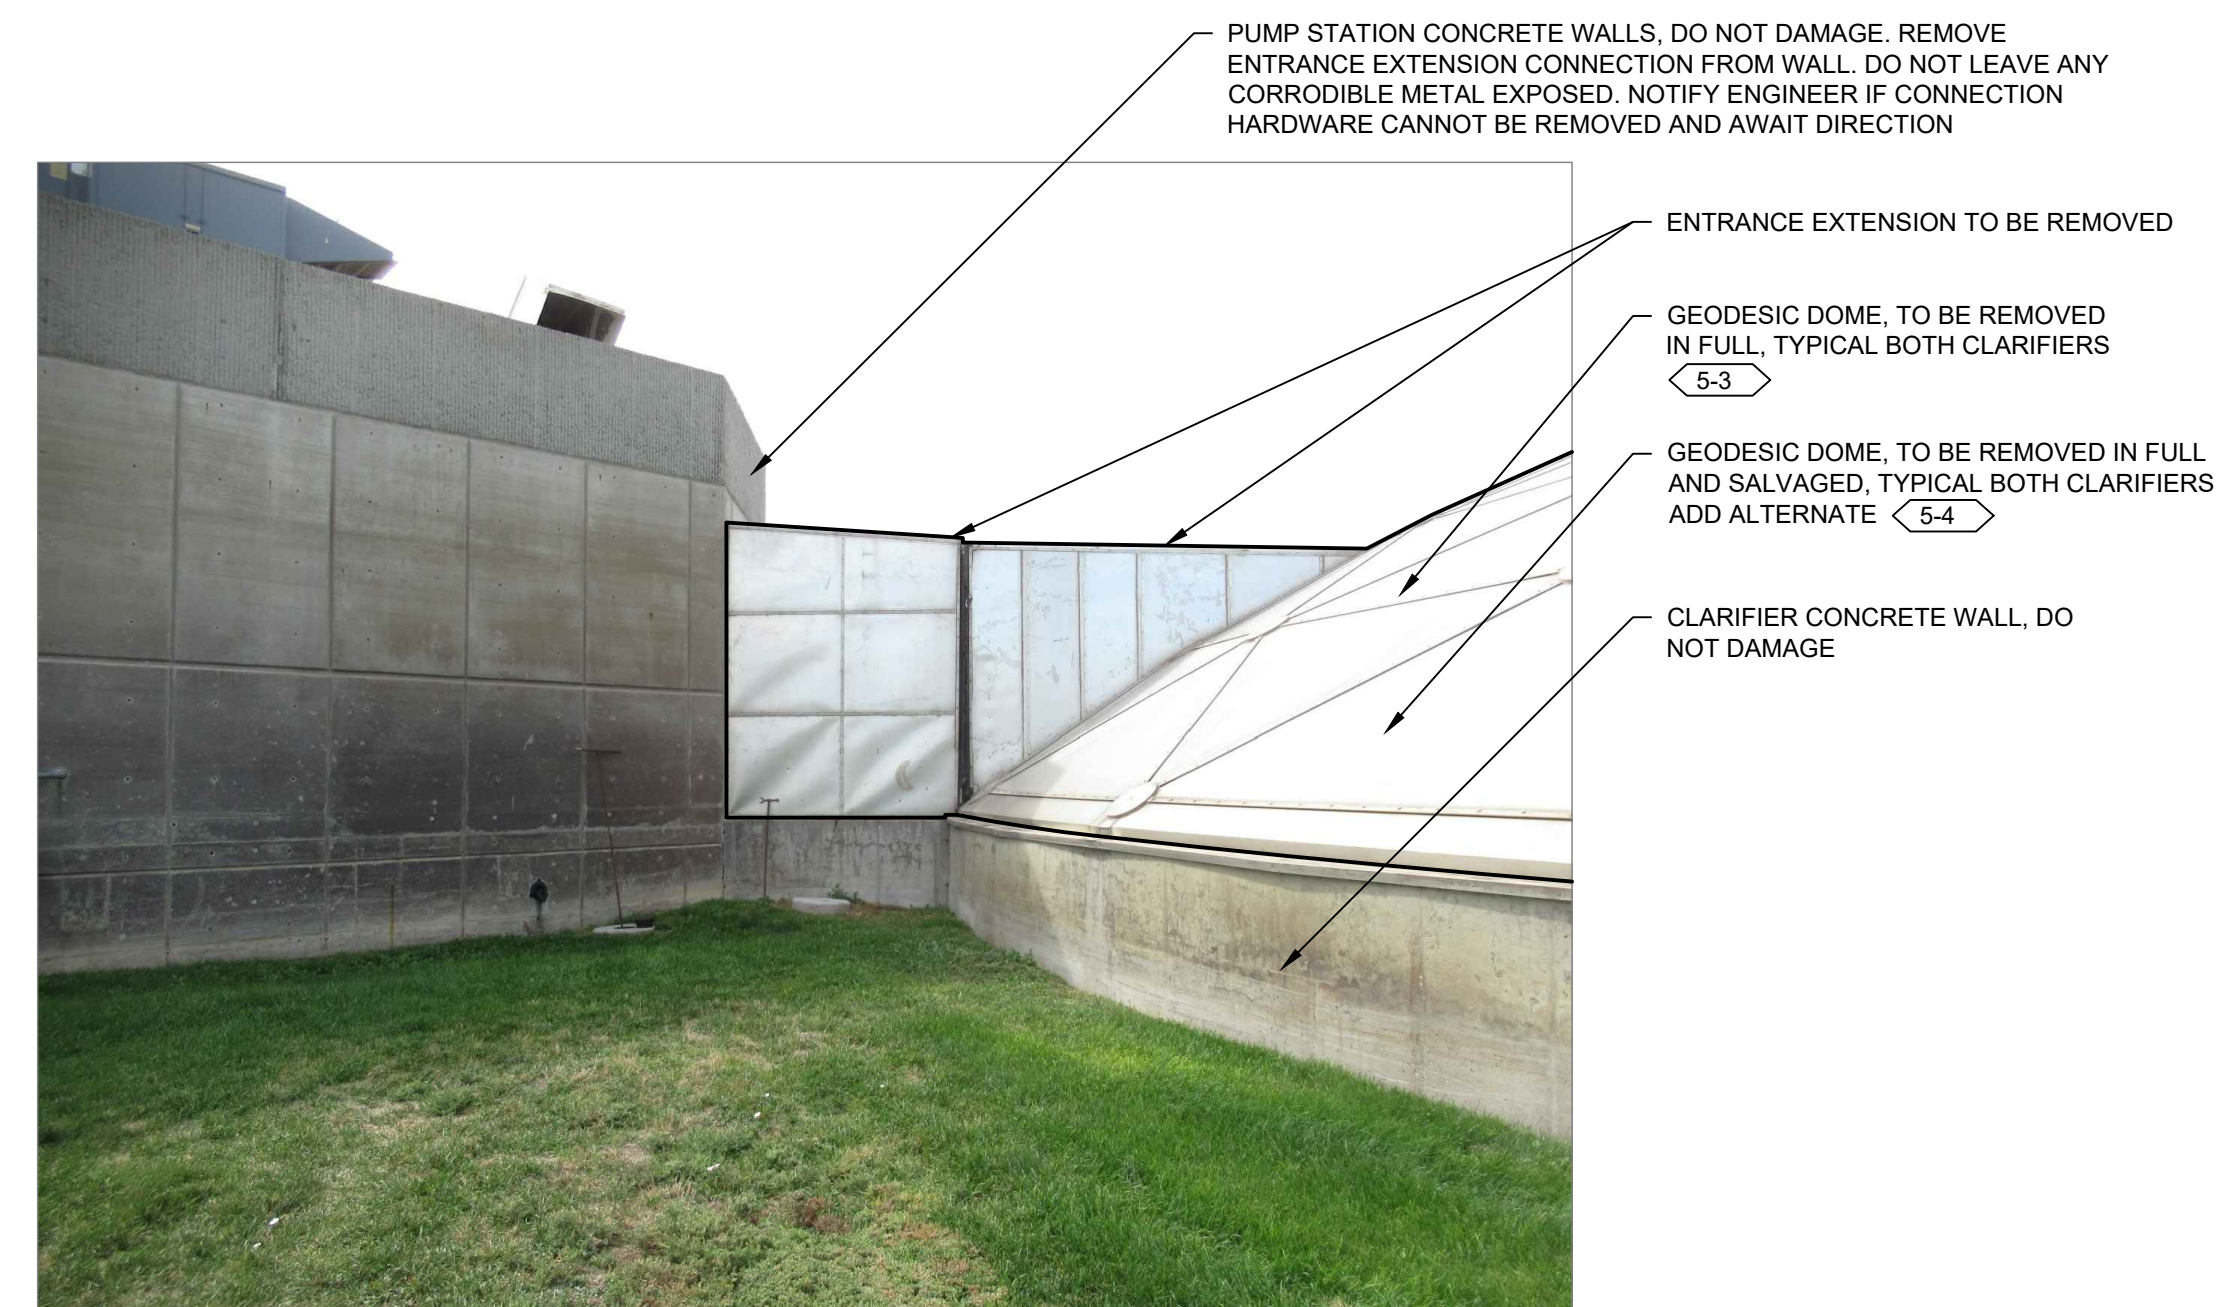 PUMP STATION CONCRETE WALLS, DO NOT DAMAGE. REMOVE
ENTRANCE EXTENSION CONNECTION FROM WALL. DO NOT LEAVE ANY
CORRODIBLE METAL EXPOSED. NOTIFY ENGINEER IF CONNECTION
HARDWARE CANNOT BE REMOVED AND AWAIT DIRECTION
ENTRANCE EXTENSION TO BE REMOVED
GEODESIC DOME, TO BE REMOVED
IN FULL, TYPICAL BOTH CLARIFIERS
5-3
GEODESIC DOME, TO BE REMOVED IN FULL
AND SALVAGED, TYPICAL BOTH CLARIFIERS
ADD ALTERNATE 5-4
CLARIFIER CONCRETE WALL, DO
NOT DAMAGE